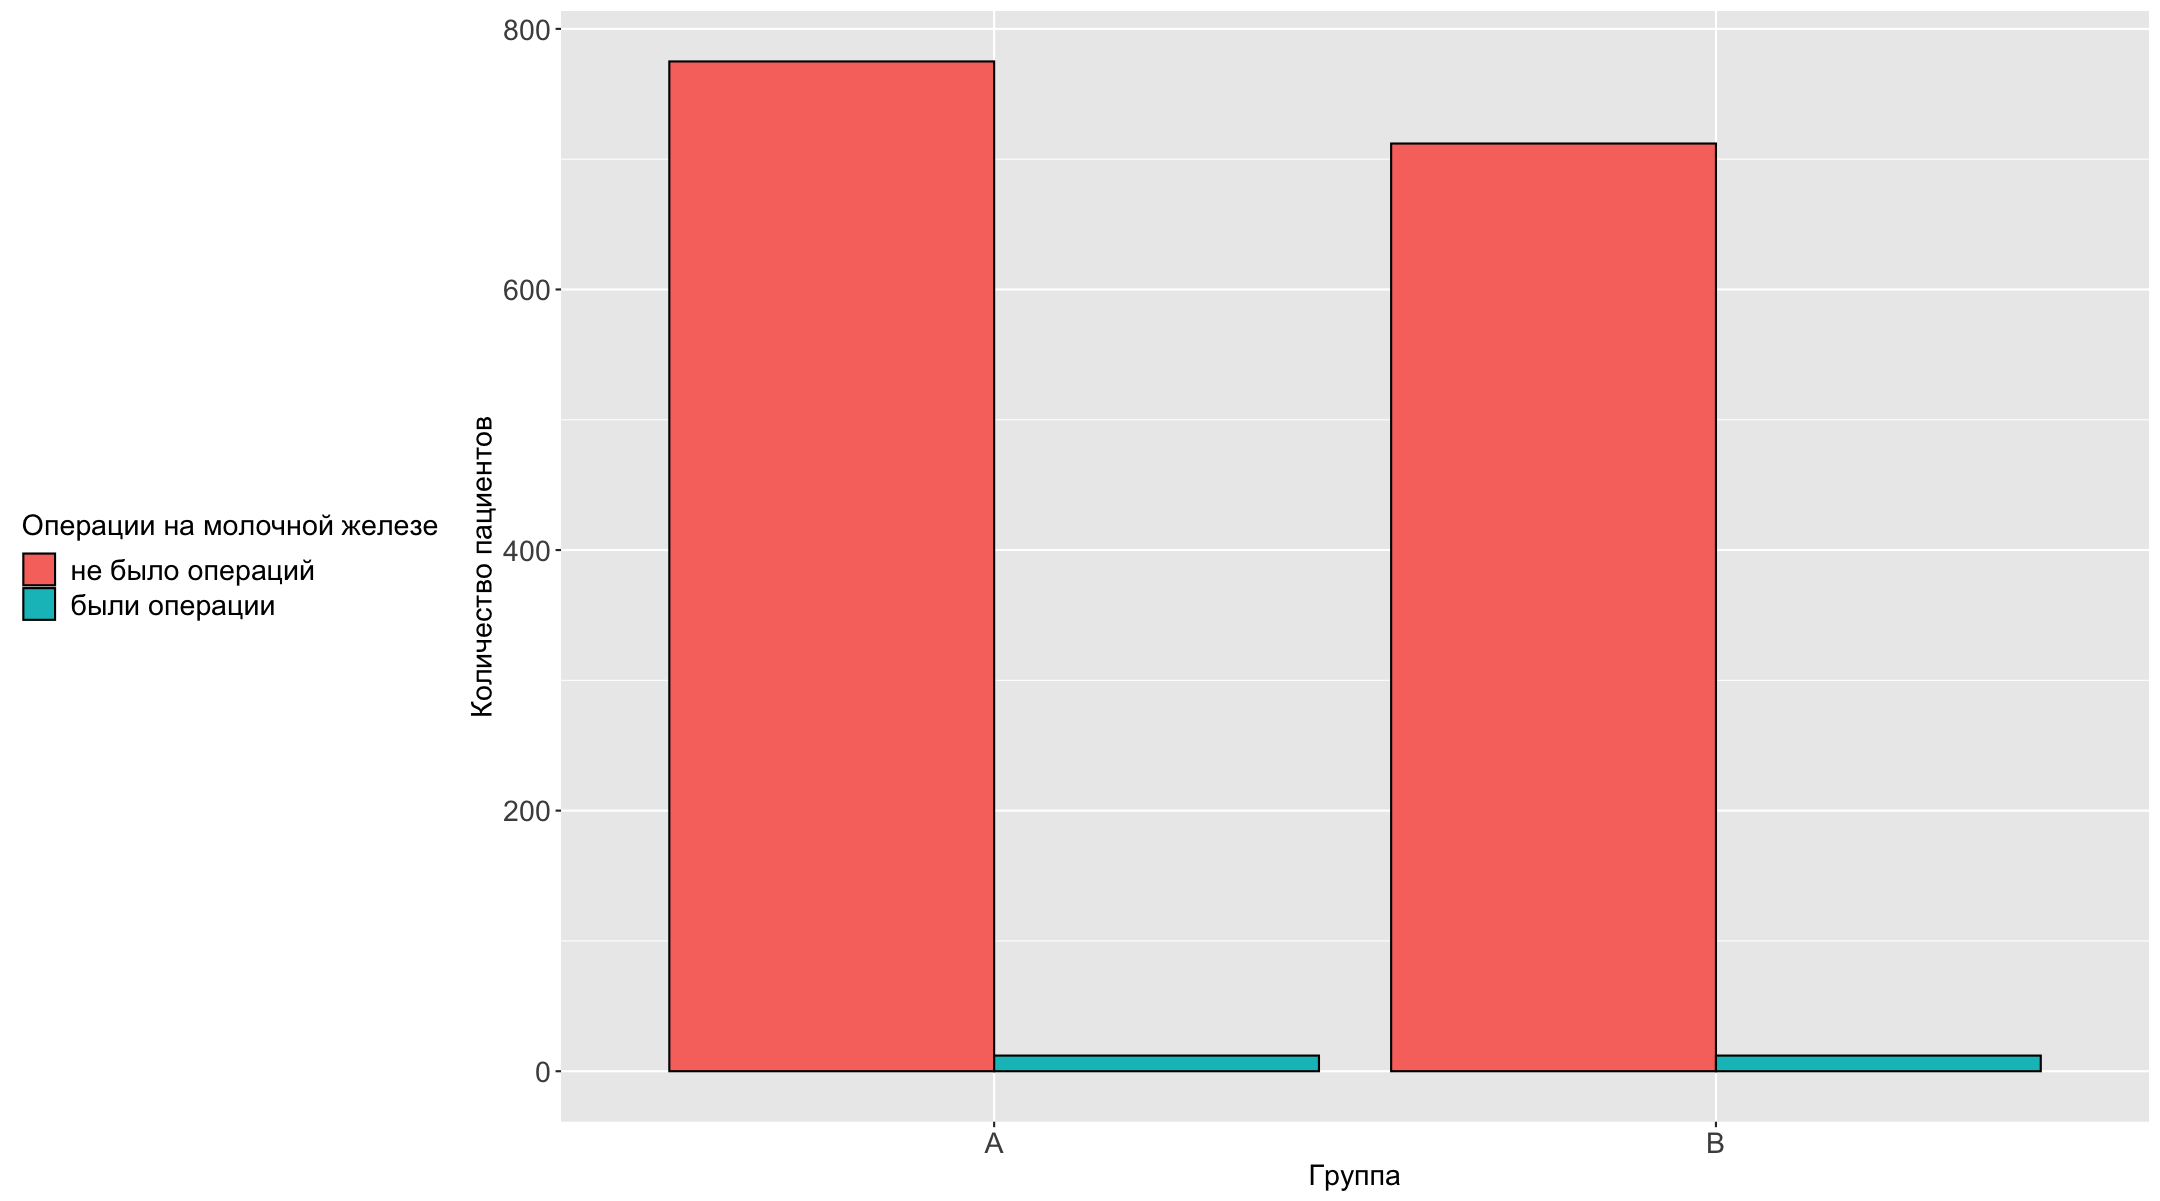 Операции на молочной железе
не было операций
были операции
Количество пациентов
800
600
400
200
0
A
B
Группа